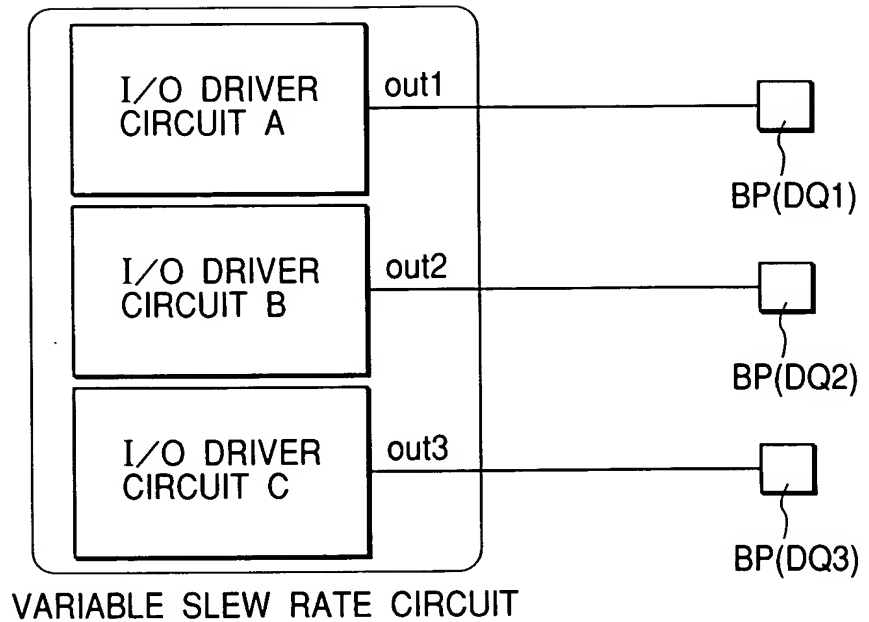 I/O DRIVER
CIRCUIT A
out1
BP(DQ1)
I/O DRIVER
CIRCUIT B
out2
BP(DQ2)
I/O DRIVER
CIRCUIT C
out3
BP(DQ3)
VARIABLE SLEW RATE CIRCUIT